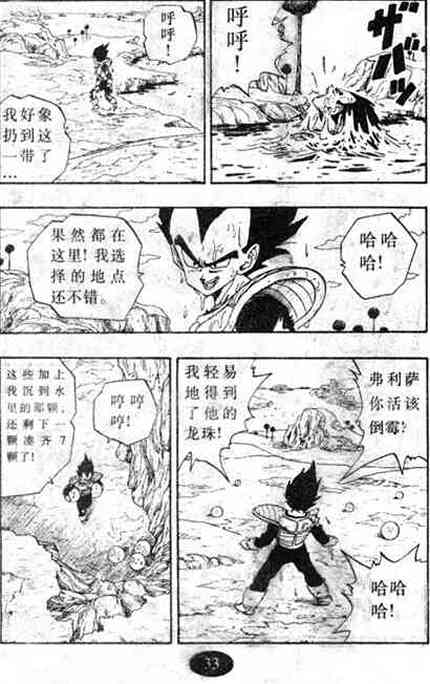 ザバッ
呼
呼!
呼
呼!
我好象
扔到这
一带了
...
哈哈
哈!
果然都在
这里!我选
择的地点
还不错。
弗利萨
你活该
倒霉?
我轻易
地得到
了他的
龙珠!
哈哈
哈!
哼哼
哼!
这些加上
我沉到水
里的那颗,
还剩下一
颗凑齐7
颗了!
33